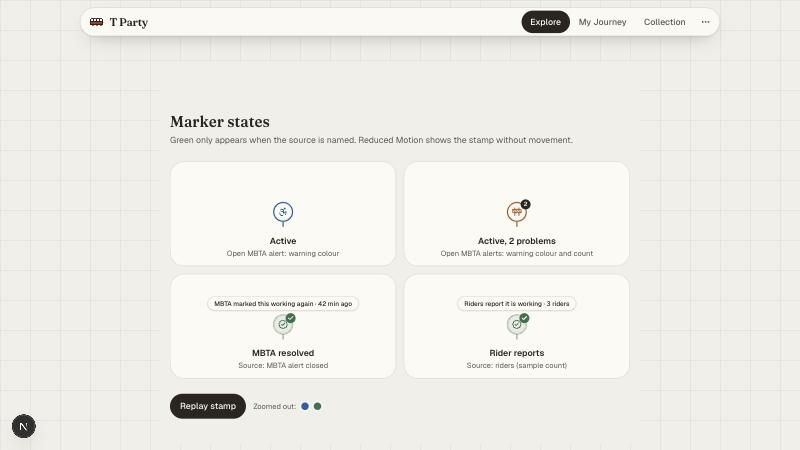 T Party
Explore
My Journey
Collection
Marker states
Green only appears when the source is named. Reduced Motion shows the stamp without movement.
Active
Open MBTA alert: warning colour
2
Active, 2 problems
Open MBTA alerts: warning colour and count
MBTA marked this working again · 42 min ago
MBTA resolved
Source: MBTA alert closed
Riders report it is working · 3 riders
Rider reports
Source: riders (sample count)
Replay stamp
Zoomed out:
N